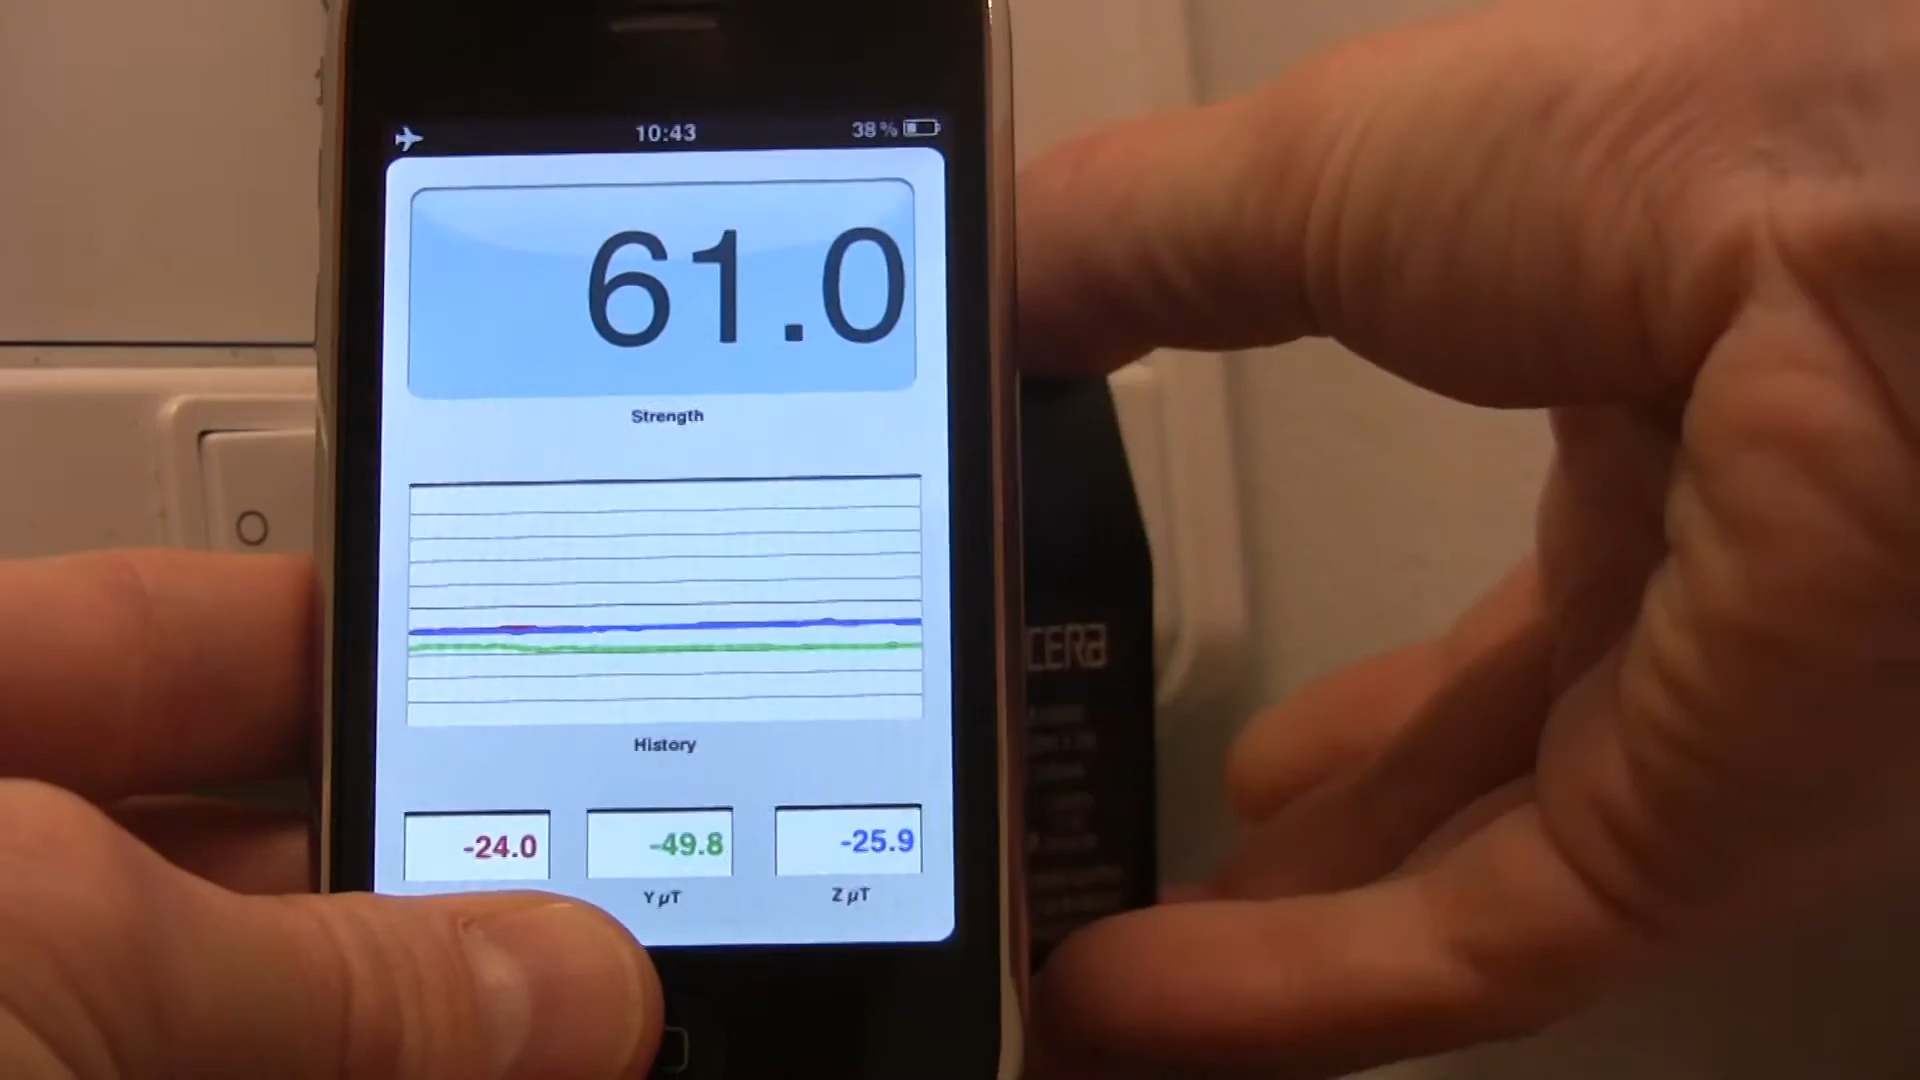 10:43
38%
61.0
Strength
History
-24.0
-49.8
-25.9
Y µT
Z µT
CERa